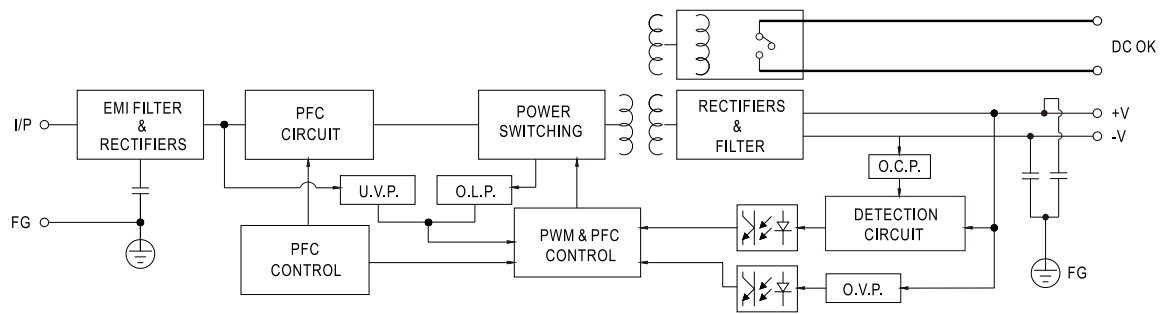 DC OK
I/P
EMI FILTER
&
RECTIFIERS
PFC
CIRCUIT
POWER
SWITCHING
RECTIFIERS
&
FILTER
+V
-V
O.C.P.
U.V.P.
O.L.P.
FG
PFC
CONTROL
PWM & PFC
CONTROL
DETECTION
CIRCUIT
FG
O.V.P.